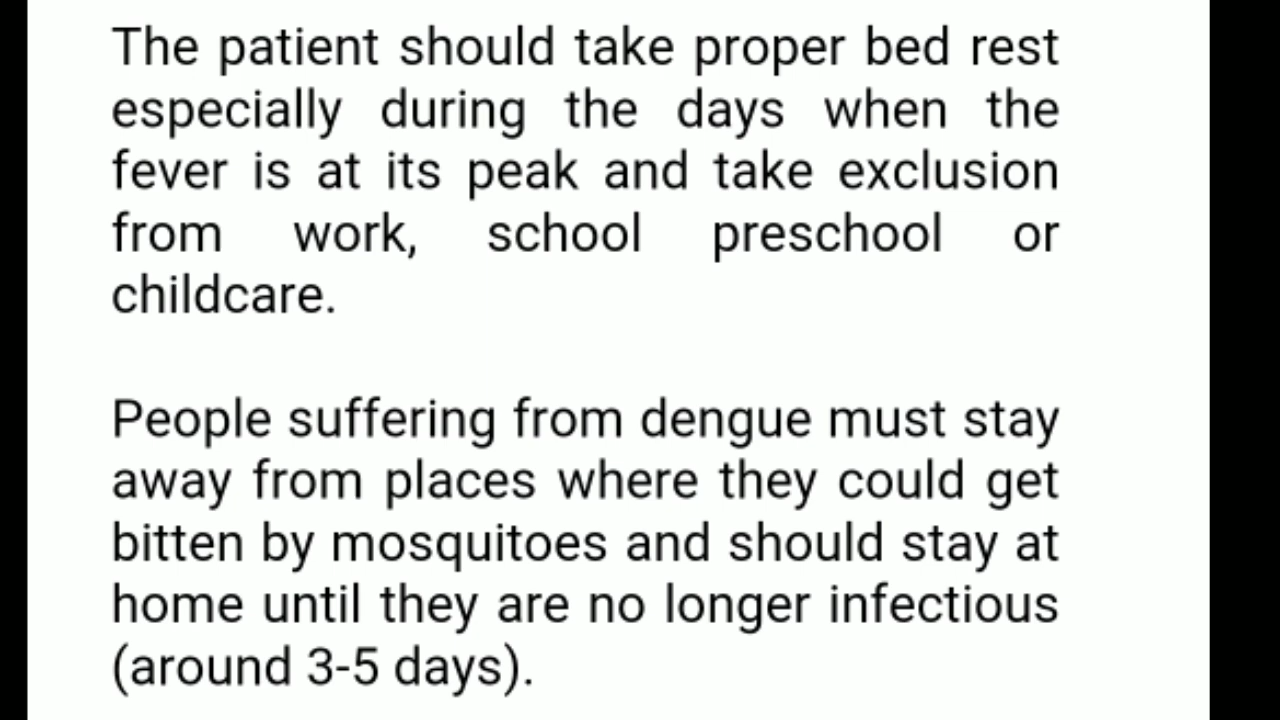 The patient should take proper bed rest
especially during the days when the
fever is at its peak and take exclusion
from work, school preschool or
childcare.
People suffering from dengue must stay
away from places where they could get
bitten by mosquitoes and should stay at
home until they are no longer infectious
(around 3-5 days).